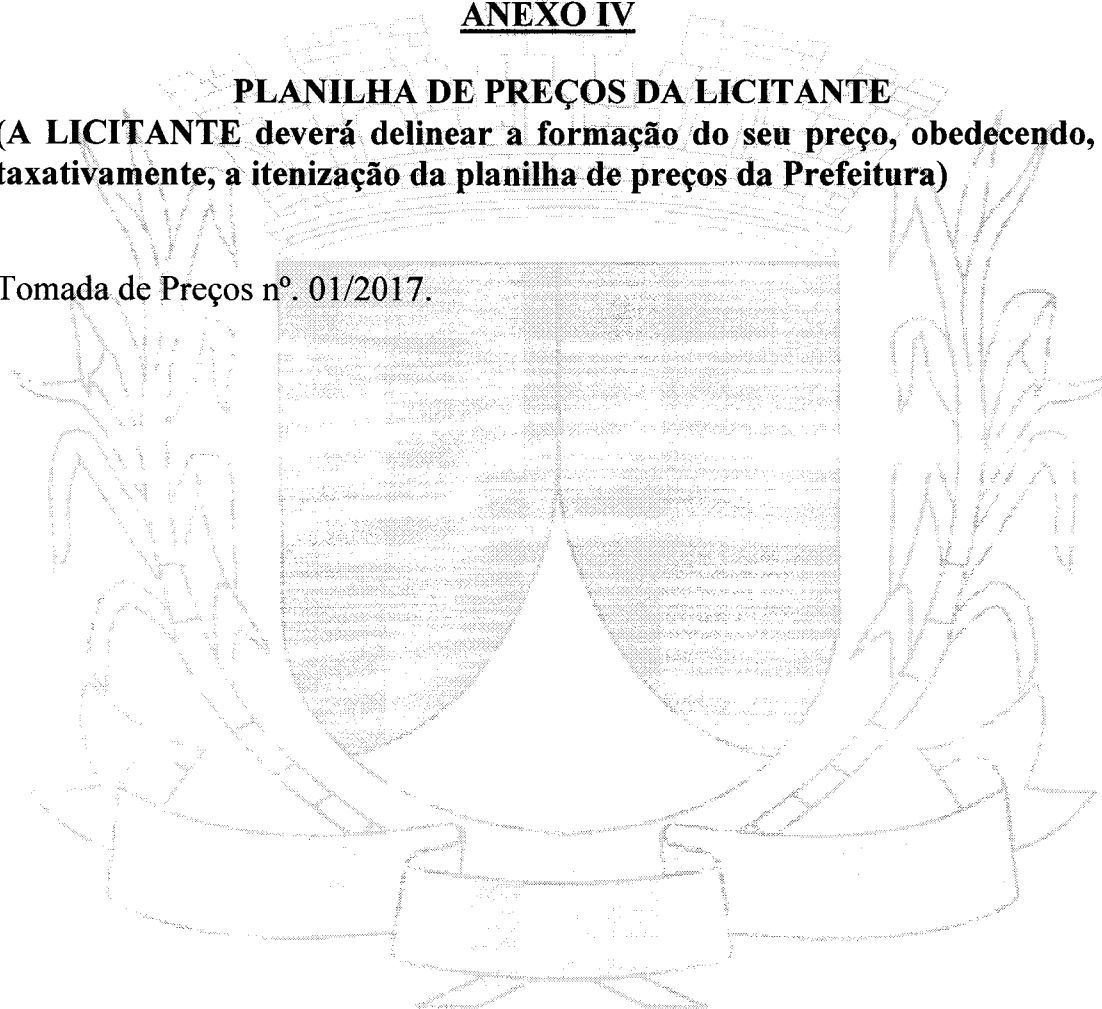 ANEXO IV
PLANILHA DE PREÇOS DA LICITANTE
(A LICITANTE deverá delinear a formação do seu preço, obedecendo,
taxativamente, a itenização da planilha de preços da Prefeitura)
Tomada de Preços nº. 01/2017.